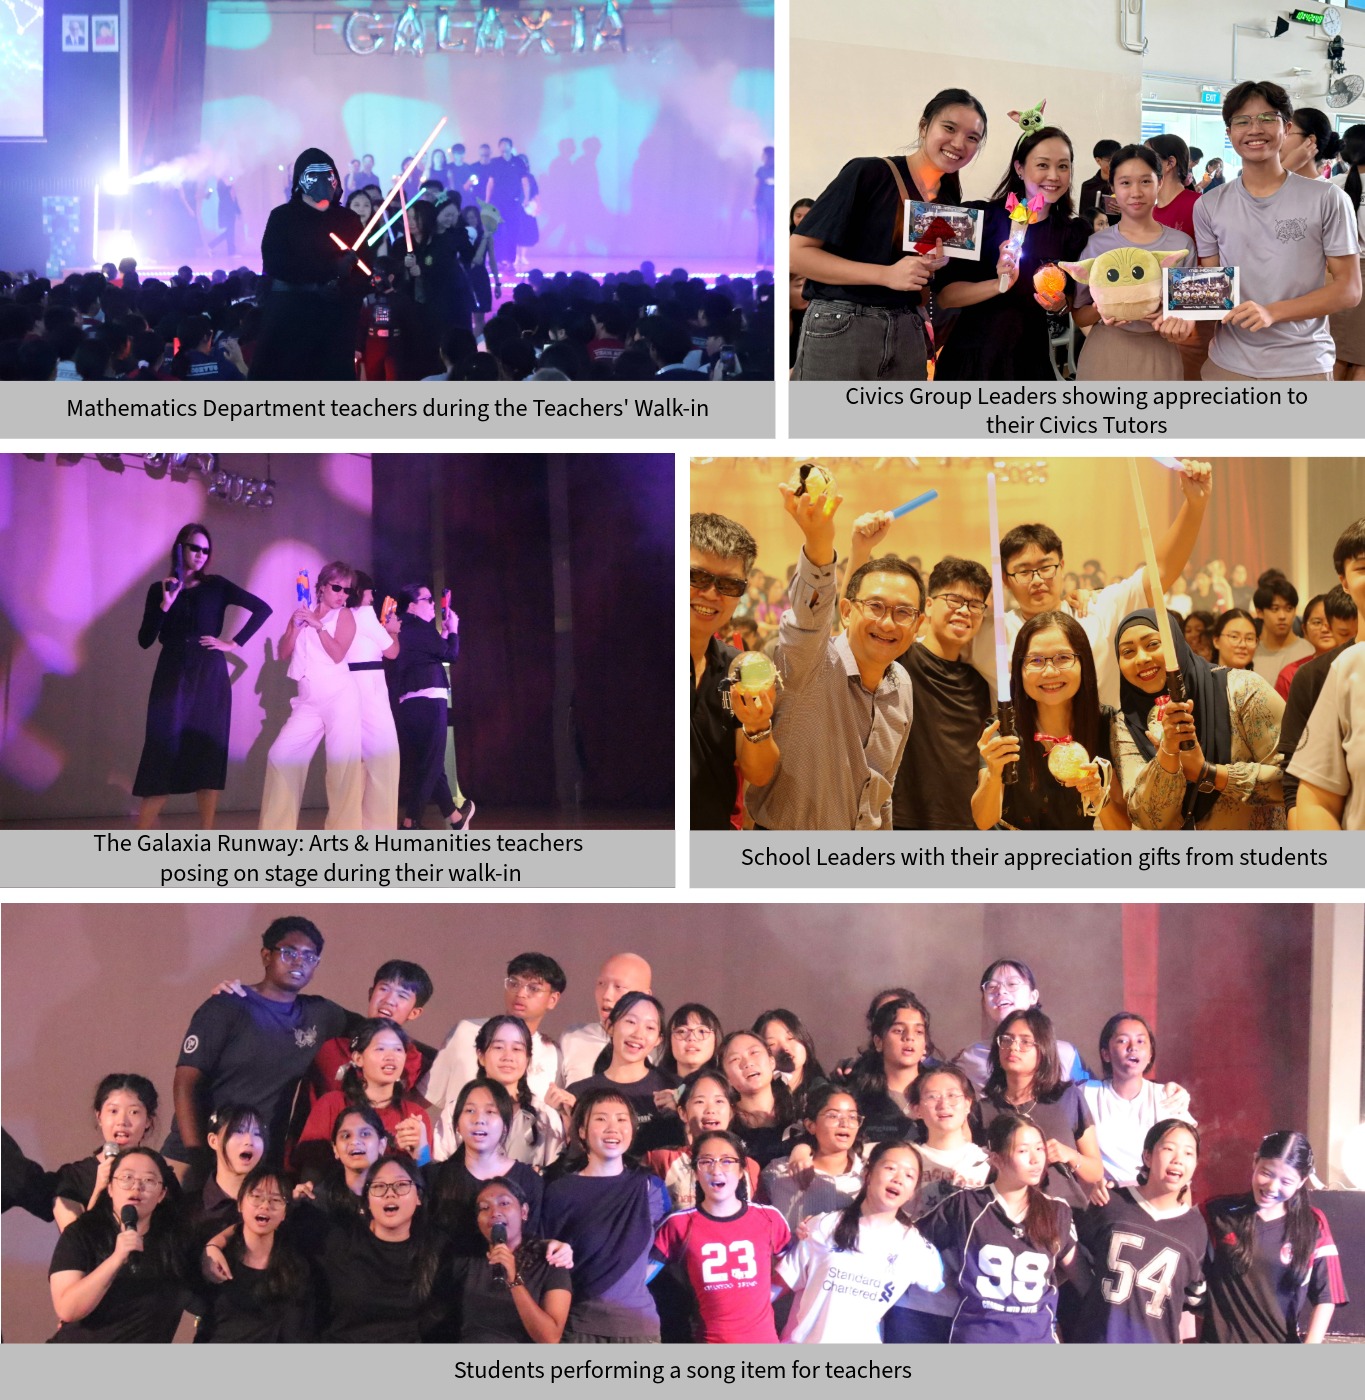 GALAXIA
EXIT
Mathematics Department teachers during the Teachers' Walk-in
Civics Group Leaders showing appreciation to
their Civics Tutors
2025
The Galaxia Runway: Arts & Humanities teachers
posing on stage during their walk-in
School Leaders with their appreciation gifts from students
23
Standard
Chartered
54
Students performing a song item for teachers